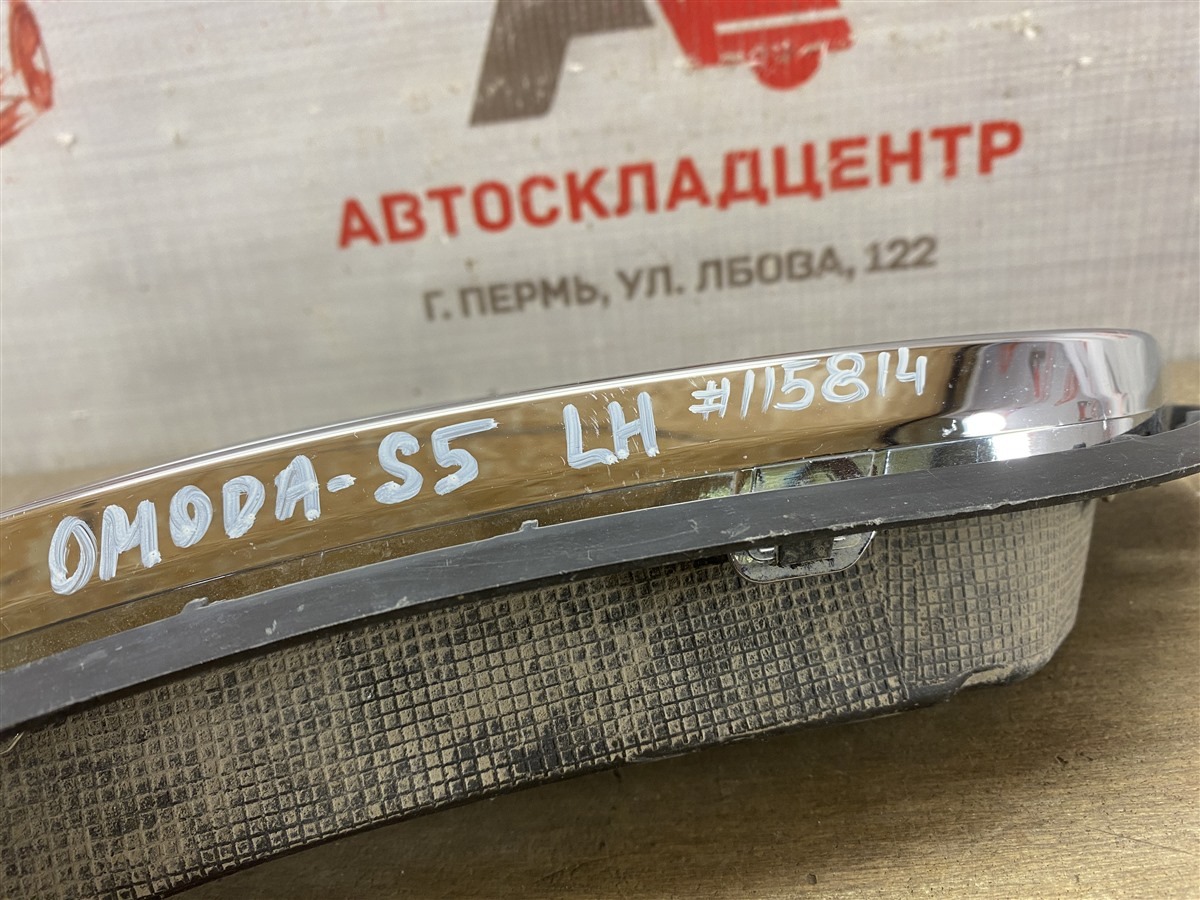 АВТОСКЛАДЦЕНТР
Г. ПЕРМЬ, УЛ. ЛБОВА, 122
OMODA-S5 LH #115814